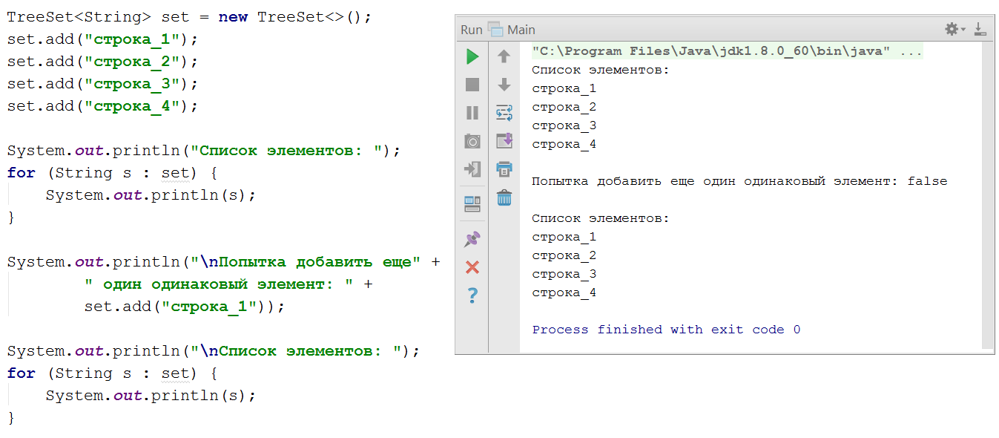 TreeSet<String> set = new TreeSet<>();
set.add("строка_1");
set.add("строка_2");
set.add("строка_3");
set.add("строка_4");

System.out.println("Список элементов: ");
for (String s : set) {
    System.out.println(s);
}

System.out.println("\nПопытка добавить еще" +
        " один одинаковый элемент: " +
        set.add("строка_1"));

System.out.println("\nСписок элементов: ");
for (String s : set) {
    System.out.println(s);
}

Run Main
"C:\Program Files\Java\jdk1.8.0_60\bin\java" ...
Список элементов:
строка_1
строка_2
строка_3
строка_4

Попытка добавить еще один одинаковый элемент: false

Список элементов:
строка_1
строка_2
строка_3
строка_4

Process finished with exit code 0